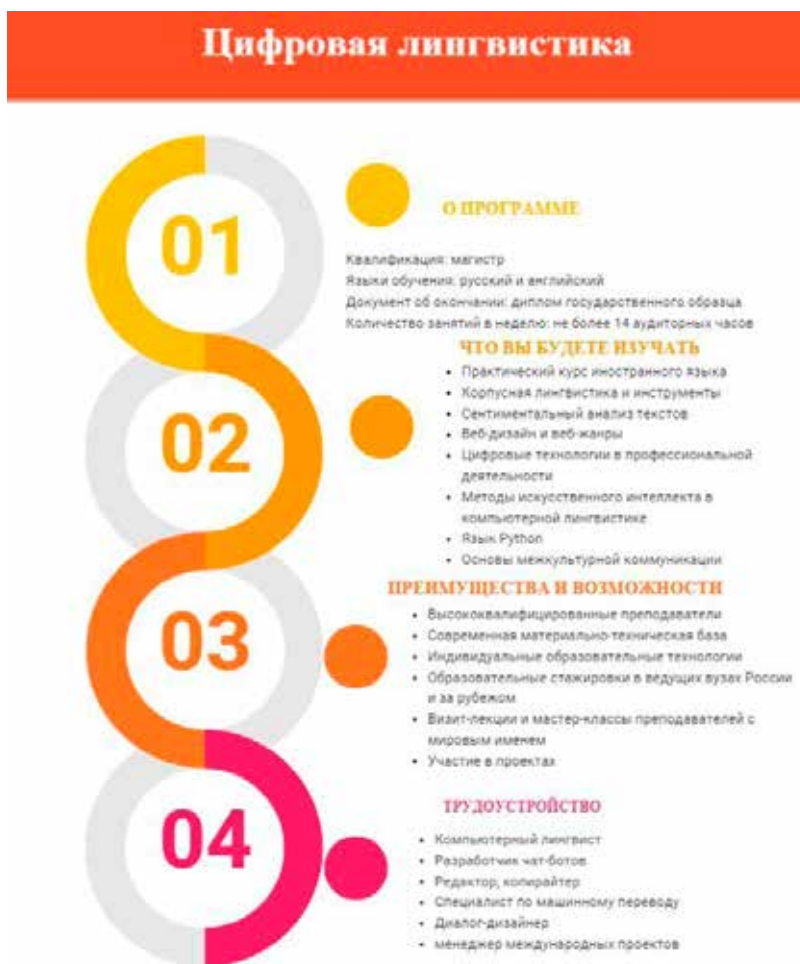 Цифровая лингвистика
01
О ПРОГРАММЕ
Квалификация: магистр
Языки обучения: русский и английский
Документ об окончании: диплом государственного образца
Количество занятий в неделю: не более 14 аудиторных часов
02
ЧТО ВЫ БУДЕТЕ ИЗУЧАТЬ
• Практический курс иностранного языка
• Корпусная лингвистика и инструменты
• Сентиментальный анализ текстов
• Веб-дизайн и веб-жанры
• Цифровые технологии в профессиональной
деятельности
• Методы искусственного интеллекта в
компьютерной лингвистике
• Язык Python
• Основы межкультурной коммуникации
03
ПРЕИМУЩЕСТВА И ВОЗМОЖНОСТИ
• Высококвалифицированные преподаватели
• Современная материально-техническая база
• Индивидуальные образовательные технологии
• Образовательные стажировки в ведущих вузах России
и за рубежом
• Визит-лекции и мастер-классы преподавателей с
мировым именем
• Участие в проектах
04
ТРУДОУСТРОЙСТВО
• Компьютерный лингвист
• Разработчик чат-ботов
• Редактор, копирайтер
• Специалист по машинному переводу
• Диалог-дизайнер
• менеджер международных проектов